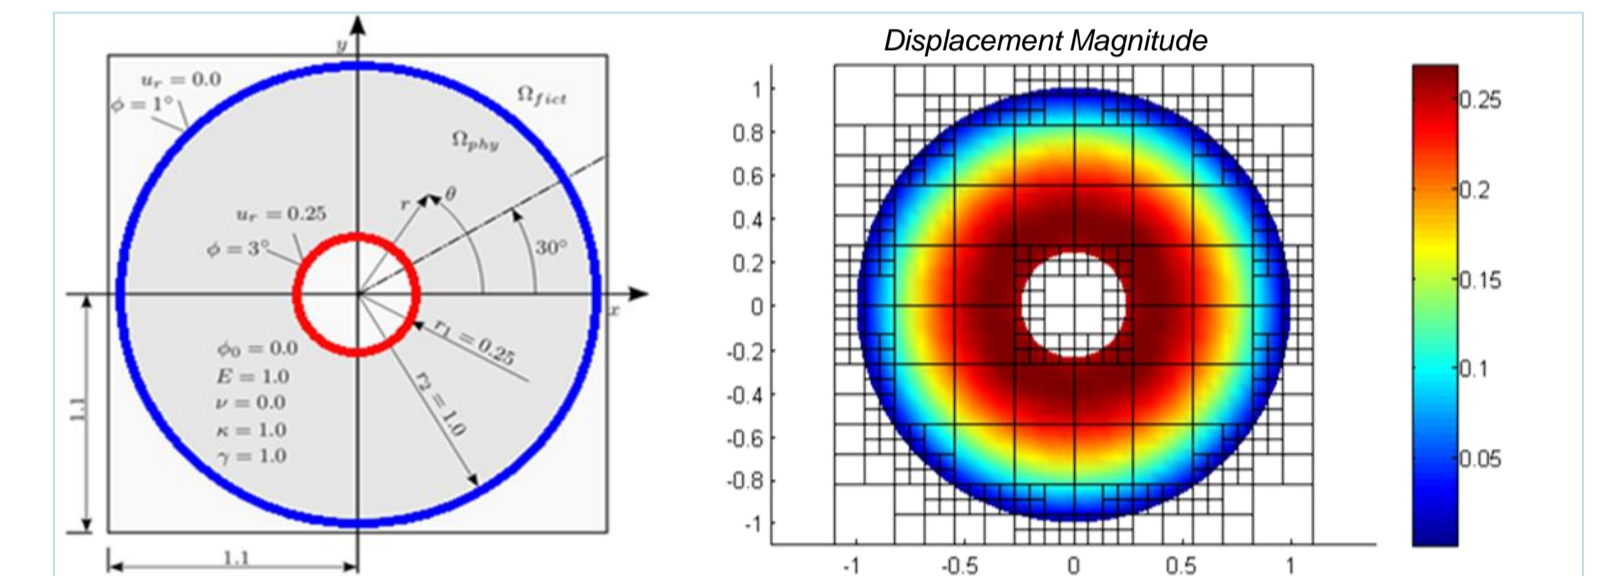 y
u_r = 0.0
ϕ = 1°
Ω_fict
Ω_phy
r
θ
u_r = 0.25
ϕ = 3°
30°
x
r_1 = 0.25
r_2 = 1.0
ϕ_0 = 0.0
E = 1.0
ν = 0.0
κ = 1.0
γ = 1.0
1.1
1.1
Displacement Magnitude
1
0.8
0.6
0.4
0.2
0
-0.2
-0.4
-0.6
-0.8
-1
-1 -0.5 0 0.5 1
0.25
0.2
0.15
0.1
0.05